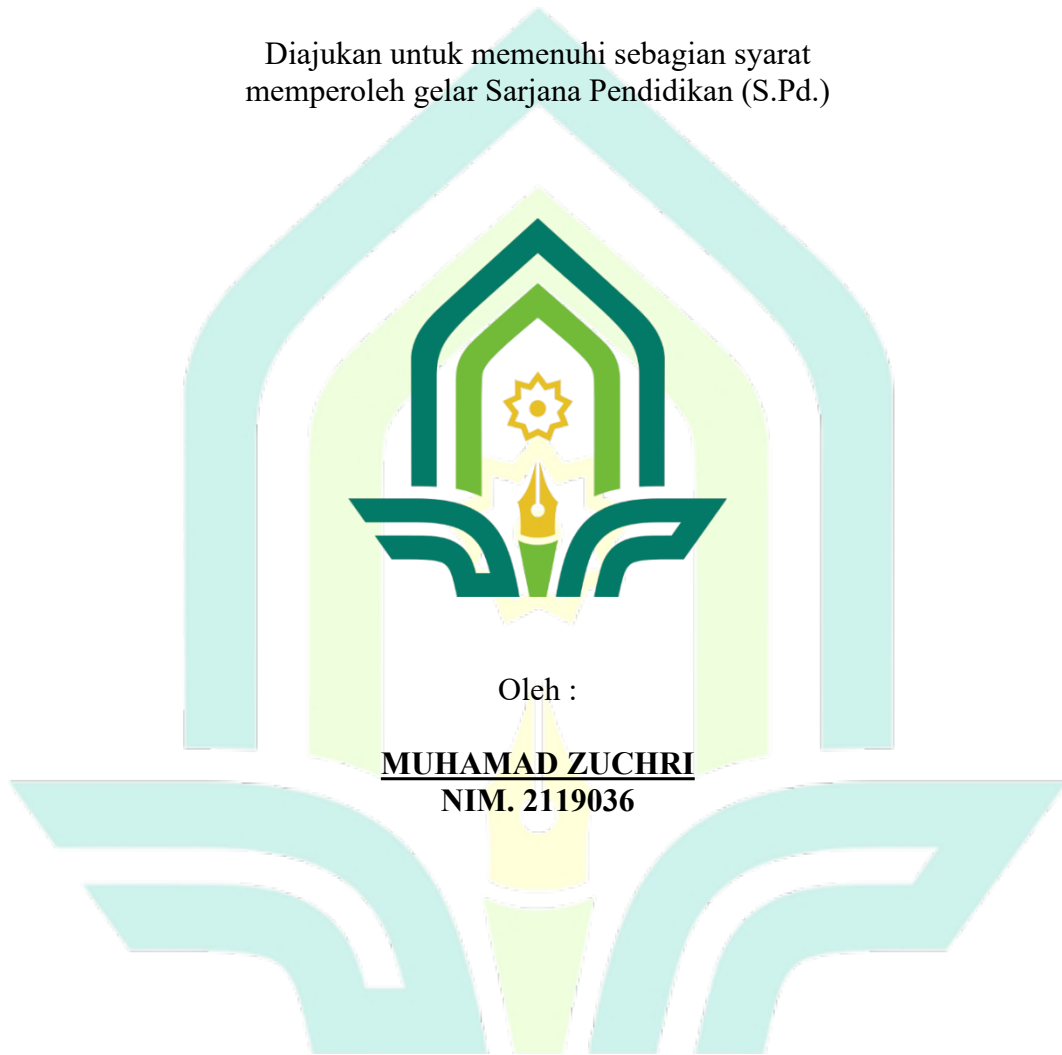 Diajukan untuk memenuhi sebagian syarat
memperoleh gelar Sarjana Pendidikan (S.Pd.)
Oleh :
MUHAMAD ZUCHRI
NIM. 2119036